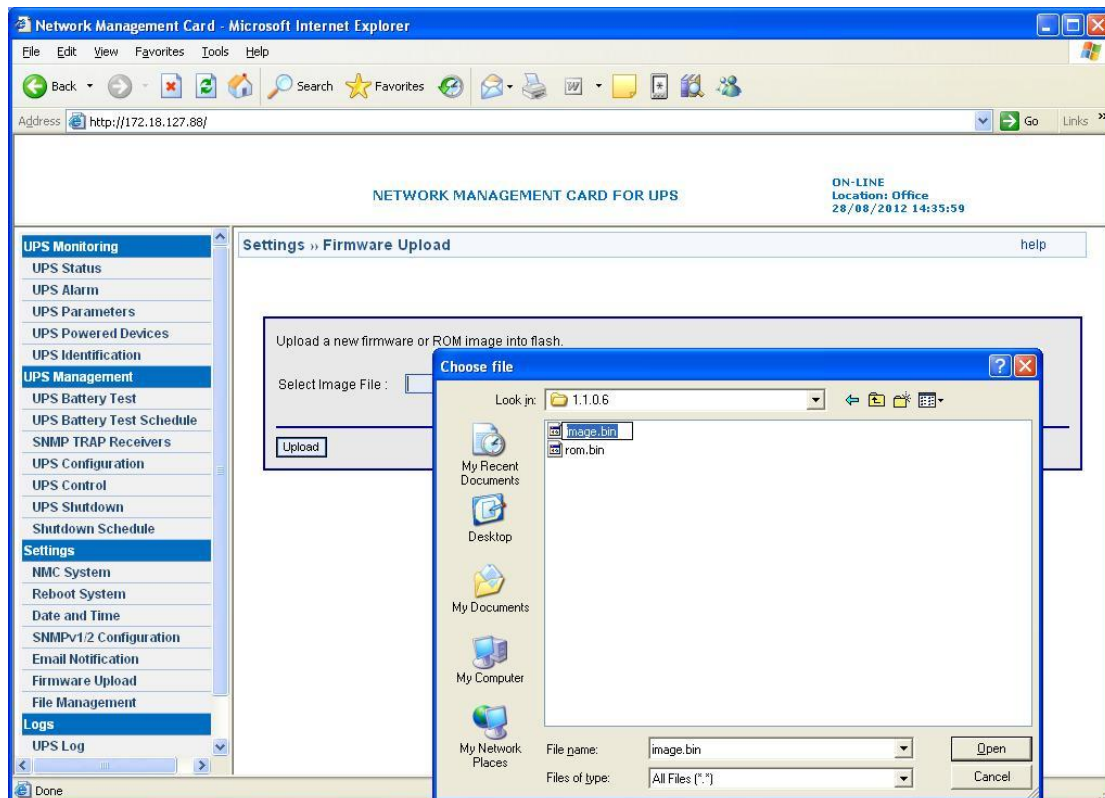 Network Management Card - Microsoft Internet Explorer
File Edit View Favorites Tools Help
Back Search Favorites
Address http://172.18.127.88/ Go Links »
NETWORK MANAGEMENT CARD FOR UPS
ON-LINE
Location: Office
28/08/2012 14:35:59
UPS Monitoring
UPS Status
UPS Alarm
UPS Parameters
UPS Powered Devices
UPS Identification
UPS Management
UPS Battery Test
UPS Battery Test Schedule
SNMP TRAP Receivers
UPS Configuration
UPS Control
UPS Shutdown
Shutdown Schedule
Settings
NMC System
Reboot System
Date and Time
SNMPv1/2 Configuration
Email Notification
Firmware Upload
File Management
Logs
UPS Log
Settings » Firmware Upload help
Upload a new firmware or ROM image into flash.
Select Image File :
Upload
Choose file
Look in: 1.1.0.6
image.bin
rom.bin
My Recent
Documents
Desktop
My Documents
My Computer
My Network
Places
File name: image.bin Open
Files of type: All Files (*.*) Cancel
Done